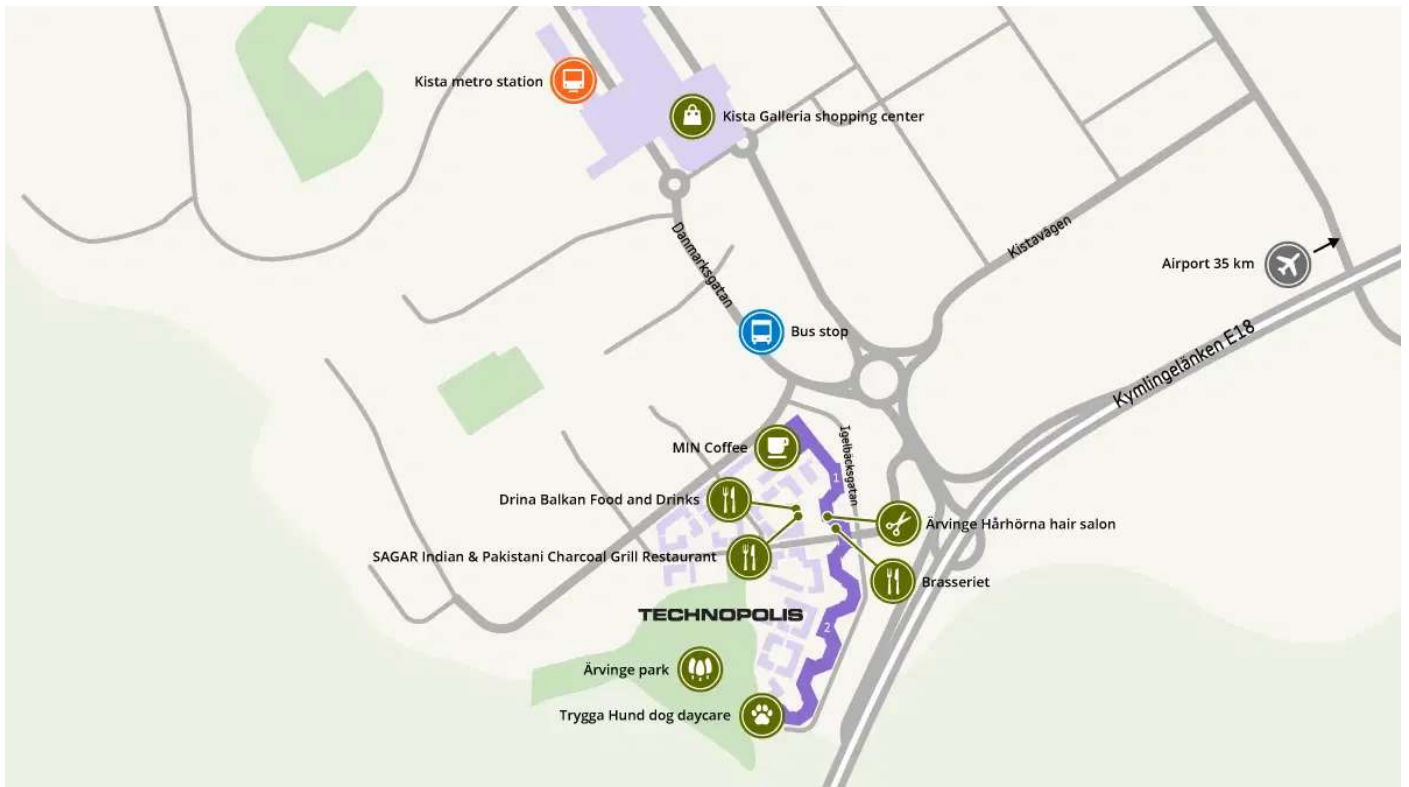 Kista metro station
Kista Galleria shopping center
Danmarksgatan
Kistavägen
Airport 35 km
Bus stop
Kymlingelänken E18
MIN Coffee
Igelbäcksgatan
1
Drina Balkan Food and Drinks
Ärvinge Hårhörna hair salon
SAGAR Indian & Pakistani Charcoal Grill Restaurant
Brasseriet
TECHNOPOLIS
2
Ärvinge park
Trygga Hund dog daycare